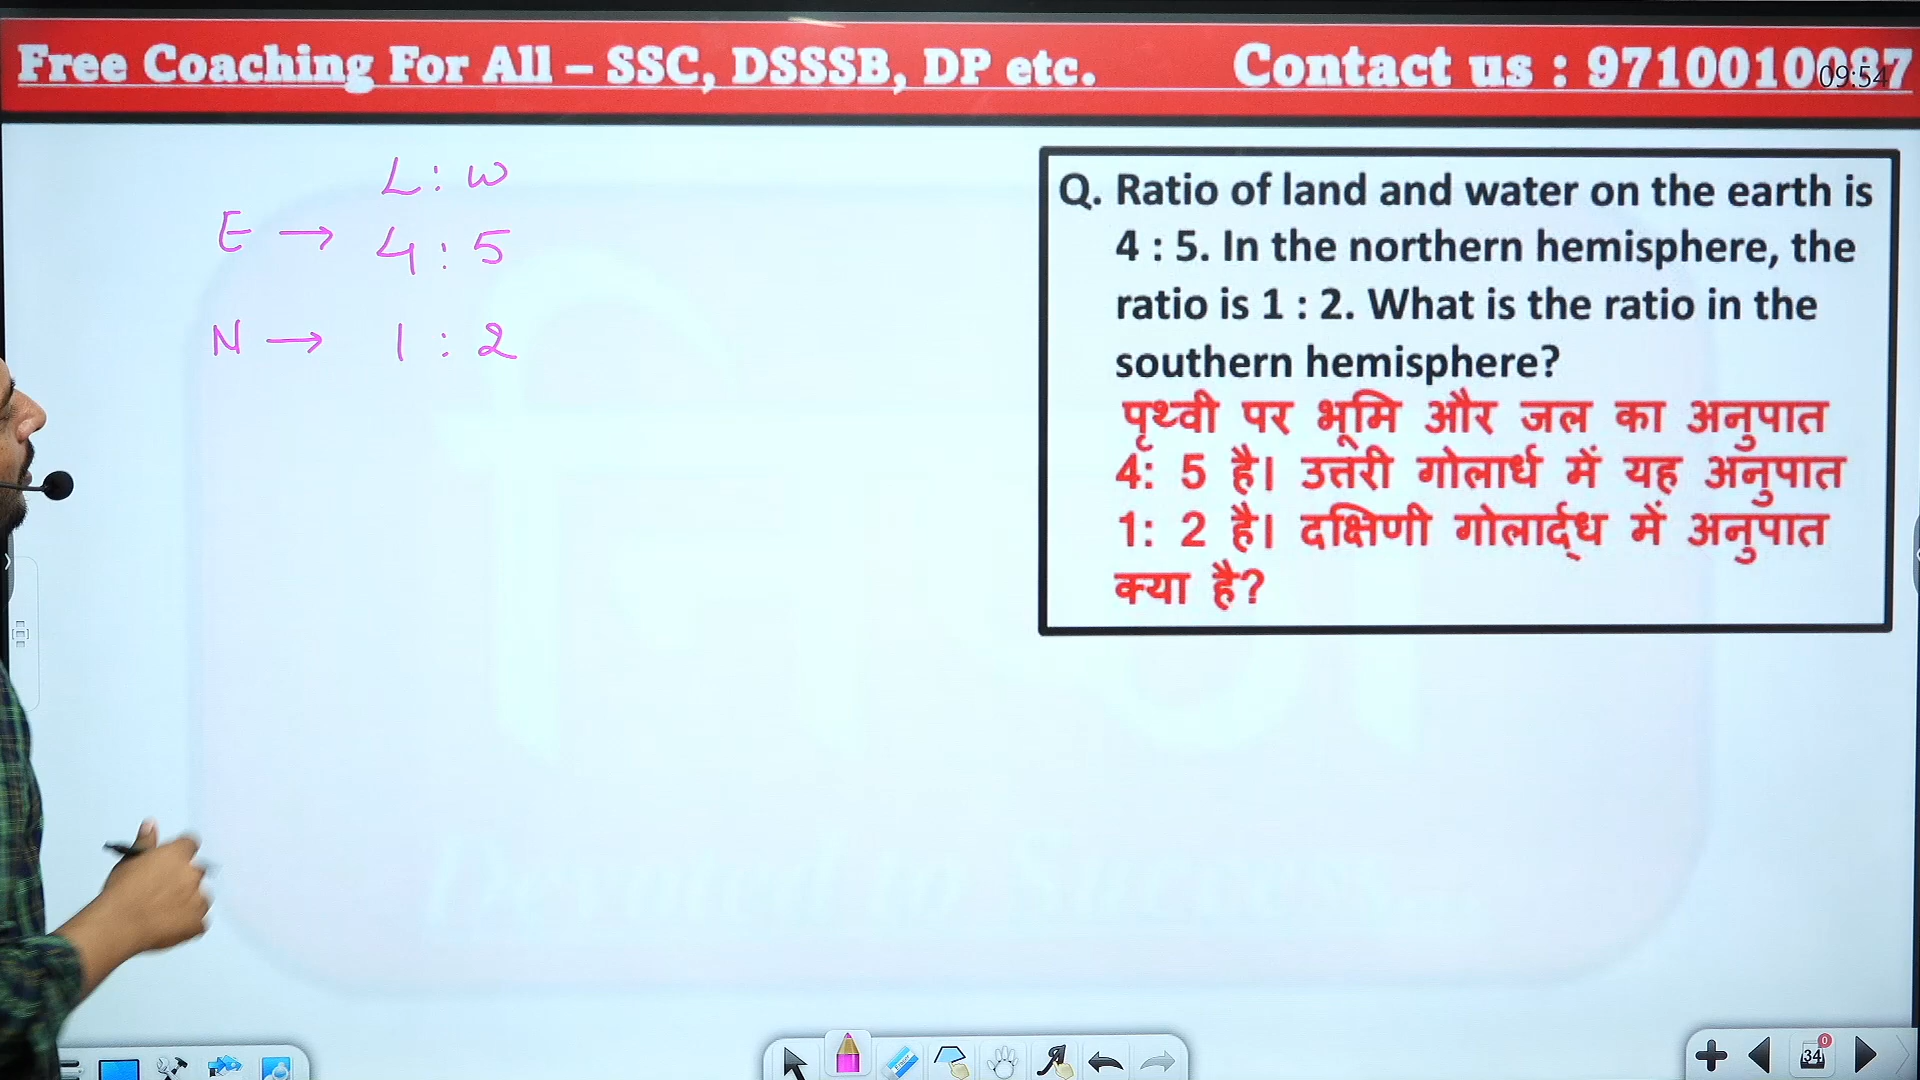 Free Coaching For All – SSC, DSSSB, DP etc. Contact us : 9710010087
09:54
L : W
E → 4 : 5
N → 1 : 2
Q. Ratio of land and water on the earth is
4 : 5. In the northern hemisphere, the
ratio is 1 : 2. What is the ratio in the
southern hemisphere?
पृथ्वी पर भूमि और जल का अनुपात
4: 5 है। उत्तरी गोलार्ध में यह अनुपात
1: 2 है। दक्षिणी गोलार्द्ध में अनुपात
क्या है?
34
0